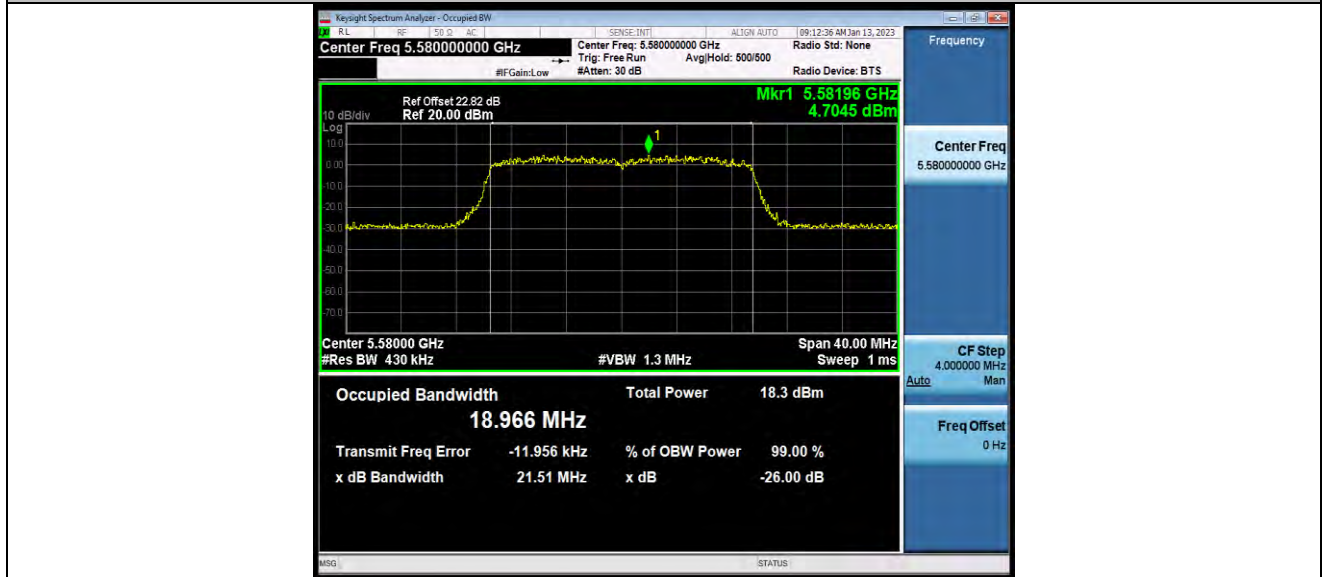 Keysight Spectrum Analyzer - Occupied BW
RL RF 50 Ω AC SENSE:INT ALIGN AUTO 09:12:36 AM Jan 13, 2023
Center Freq 5.580000000 GHz
Center Freq: 5.580000000 GHz Radio Std: None
Trig: Free Run Avg|Hold: 500/500
#IFGain:Low #Atten: 30 dB Radio Device: BTS
Frequency
Mkr1 5.58196 GHz
4.7045 dBm
Ref Offset 22.82 dB
10 dB/div Ref 20.00 dBm
Log
1
10.0
0.00
-10.0
-20.0
-30.0
-40.0
-50.0
-60.0
-70.0
Center Freq
5.580000000 GHz
Center 5.58000 GHz Span 40.00 MHz
#Res BW 430 kHz #VBW 1.3 MHz Sweep 1 ms
CF Step
4.000000 MHz
Auto Man
Occupied Bandwidth Total Power 18.3 dBm
18.966 MHz
Transmit Freq Error -11.956 kHz % of OBW Power 99.00 %
x dB Bandwidth 21.51 MHz x dB -26.00 dB
Freq Offset
0 Hz
MSG STATUS